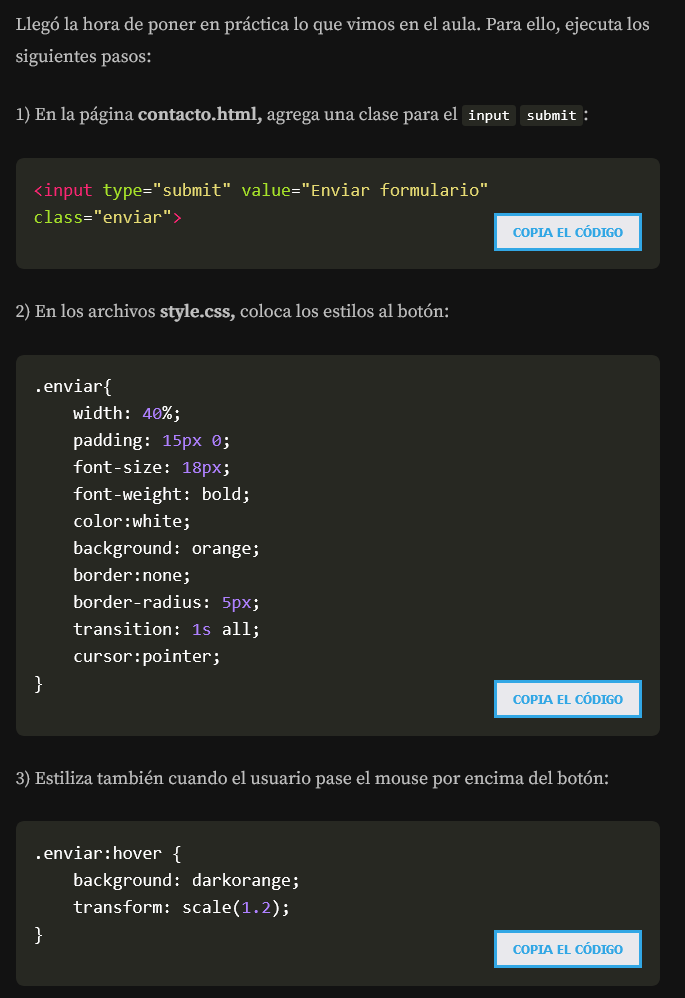 Llegó la hora de poner en práctica lo que vimos en el aula. Para ello, ejecuta los
siguientes pasos:
1) En la página contacto.html, agrega una clase para el input submit:
<input type="submit" value="Enviar formulario"
class="enviar">
COPIA EL CÓDIGO
2) En los archivos style.css, coloca los estilos al botón:
.enviar{
    width: 40%;
    padding: 15px 0;
    font-size: 18px;
    font-weight: bold;
    color:white;
    background: orange;
    border:none;
    border-radius: 5px;
    transition: 1s all;
    cursor:pointer;
}
COPIA EL CÓDIGO
3) Estiliza también cuando el usuario pase el mouse por encima del botón:
.enviar:hover {
    background: darkorange;
    transform: scale(1.2);
}
COPIA EL CÓDIGO